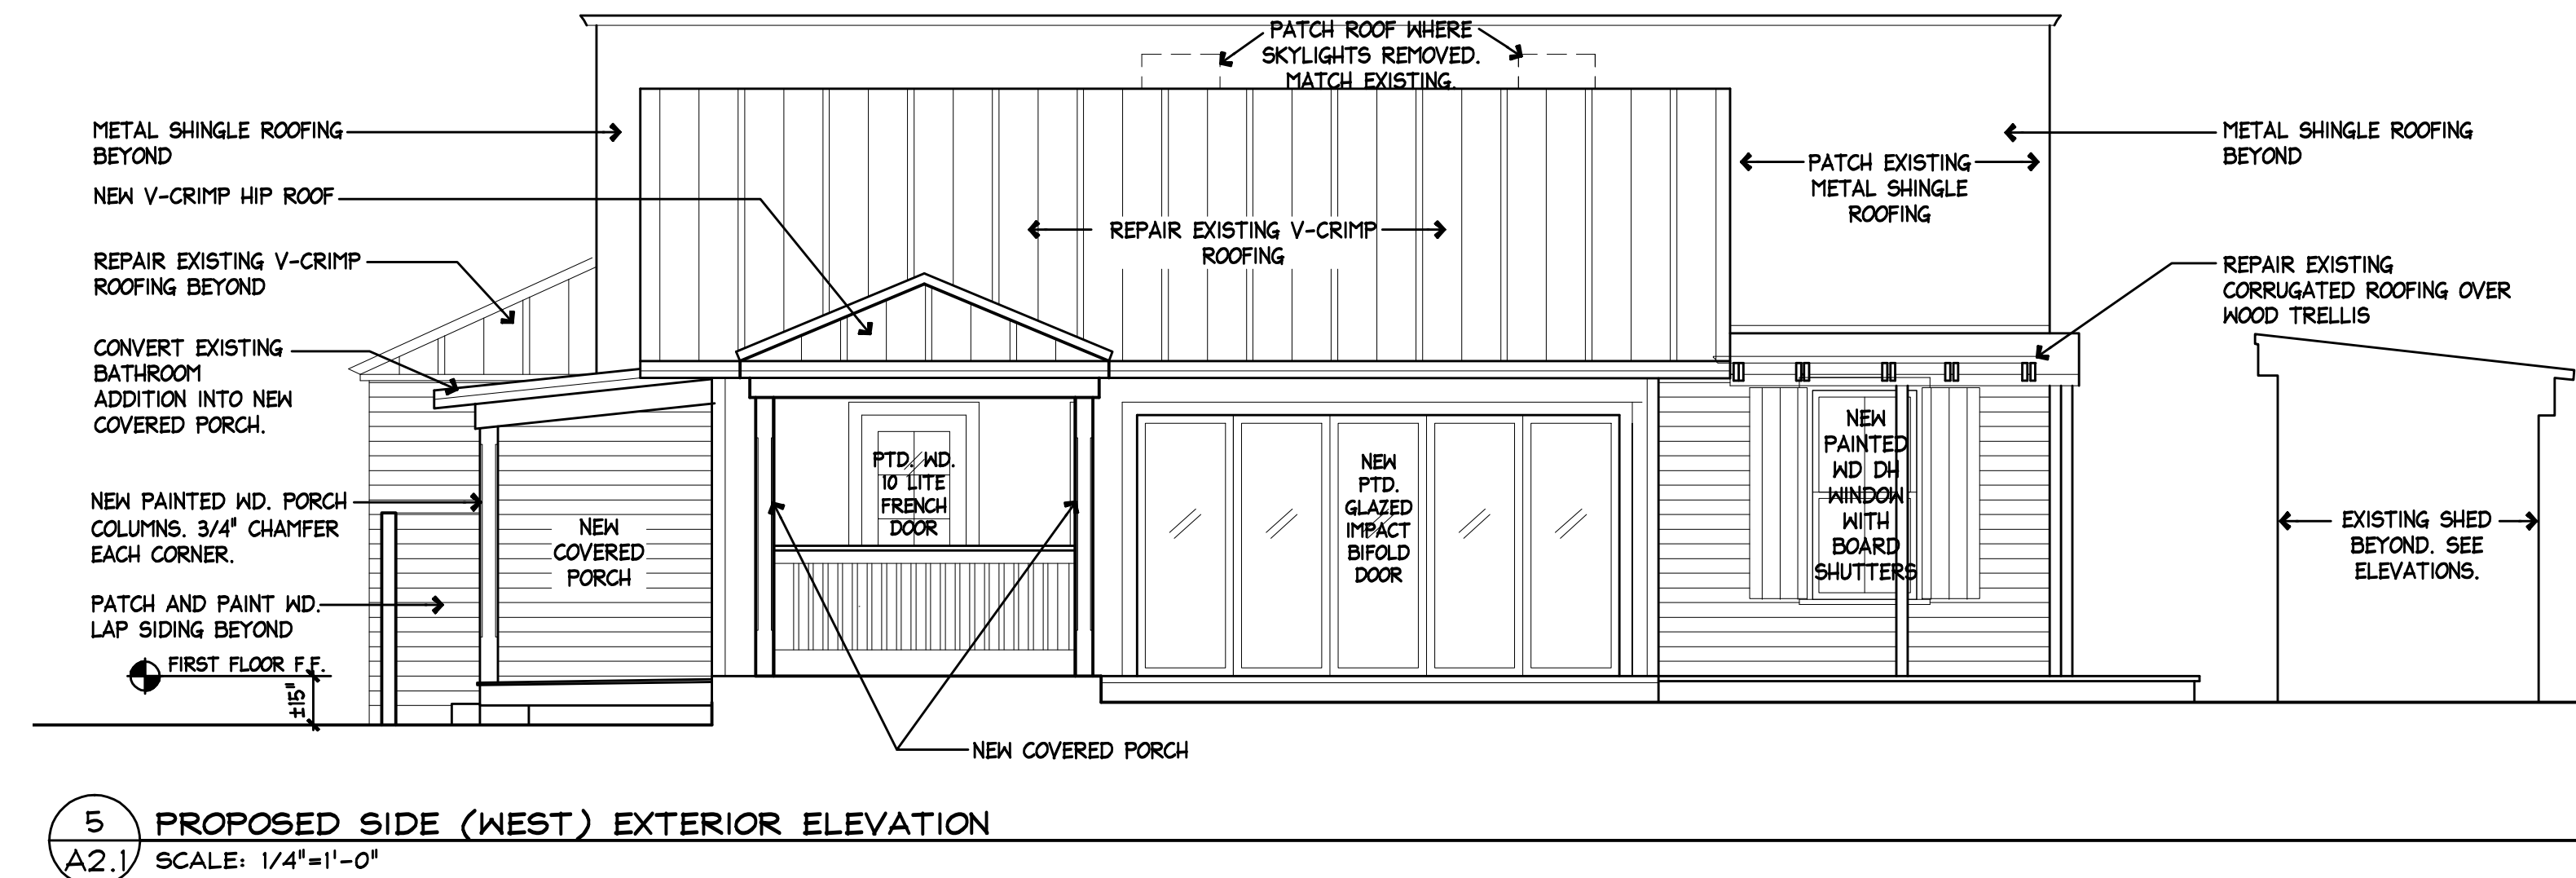 PATCH ROOF WHERE
SKYLIGHTS REMOVED.
MATCH EXISTING.
METAL SHINGLE ROOFING
BEYOND
NEW V-CRIMP HIP ROOF
REPAIR EXISTING V-CRIMP
ROOFING BEYOND
CONVERT EXISTING
BATHROOM
ADDITION INTO NEW
COVERED PORCH.
NEW PAINTED WD. PORCH
COLUMNS. 3/4" CHAMFER
EACH CORNER.
PATCH AND PAINT WD.
LAP SIDING BEYOND
FIRST FLOOR F.F.
±15"
NEW
COVERED
PORCH
REPAIR EXISTING V-CRIMP
ROOFING
PTD. WD.
10 LITE
FRENCH
DOOR
NEW
PTD.
GLAZED
IMPACT
BIFOLD
DOOR
PATCH EXISTING
METAL SHINGLE
ROOFING
NEW
PAINTED
WD DH
WINDOW
WITH
BOARD
SHUTTERS
METAL SHINGLE ROOFING
BEYOND
REPAIR EXISTING
CORRUGATED ROOFING OVER
WOOD TRELLIS
EXISTING SHED
BEYOND. SEE
ELEVATIONS.
NEW COVERED PORCH
5
A2.1
PROPOSED SIDE (WEST) EXTERIOR ELEVATION
SCALE: 1/4"=1'-0"